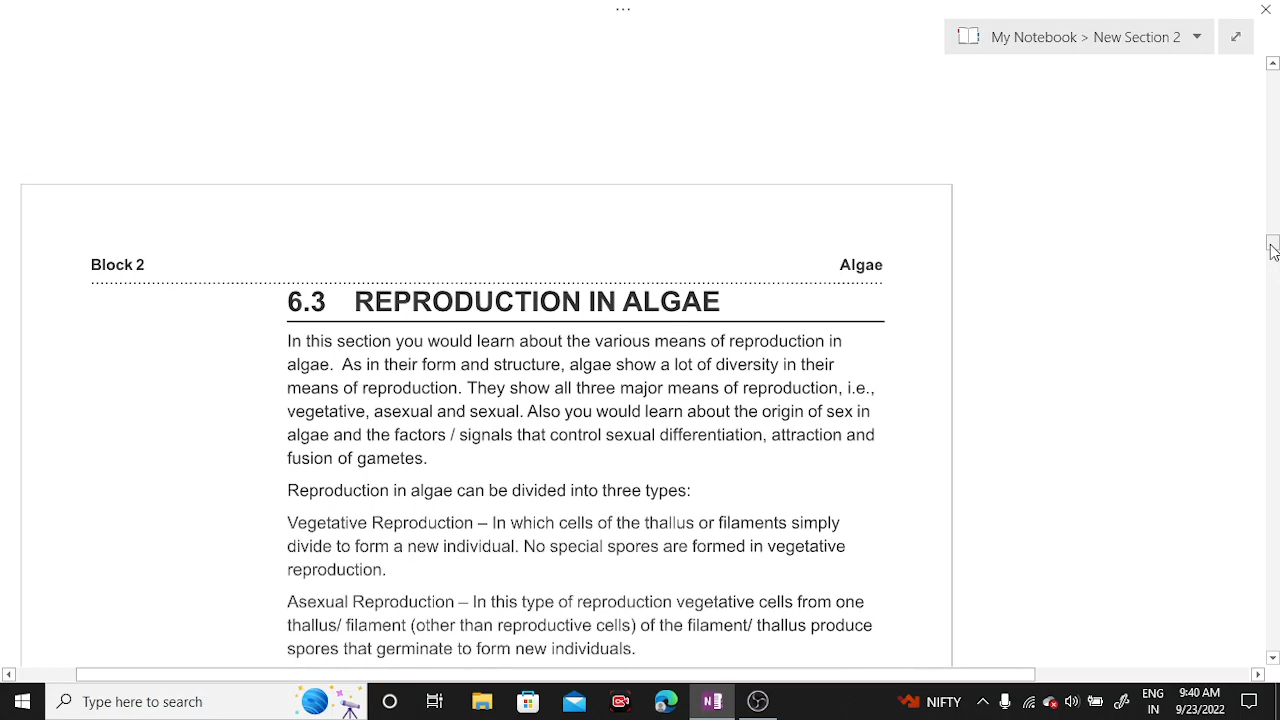 ...
My Notebook > New Section 2
Block 2
Algae
6.3 REPRODUCTION IN ALGAE
In this section you would learn about the various means of reproduction in
algae. As in their form and structure, algae show a lot of diversity in their
means of reproduction. They show all three major means of reproduction, i.e.,
vegetative, asexual and sexual. Also you would learn about the origin of sex in
algae and the factors / signals that control sexual differentiation, attraction and
fusion of gametes.
Reproduction in algae can be divided into three types:
Vegetative Reproduction – In which cells of the thallus or filaments simply
divide to form a new individual. No special spores are formed in vegetative
reproduction.
Asexual Reproduction – In this type of reproduction vegetative cells from one
thallus/ filament (other than reproductive cells) of the filament/ thallus produce
spores that germinate to form new individuals.
Type here to search
NIFTY
ENG
IN
9:40 AM
9/23/2022